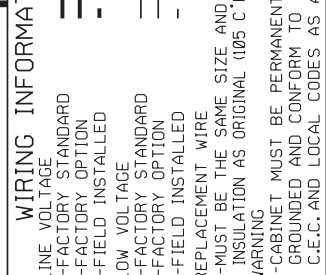 WIRING INFORMAT
INE VOLTAGE
-FACTORY STANDARD
-FACTORY OPTION
-FIELD INSTALLED
OW VOLTAGE
-FACTORY STANDARD
-FACTORY OPTION
-FIELD INSTALLED
REPLACEMENT WIRE
-MUST BE THE SAME SIZE AND
INSULATION AS ORIGINAL (105 C
WARNING
-CABINET MUST BE PERMANENT
GROUNDED AND CONFORM TO
C.E.C. AND LOCAL CODES AS A